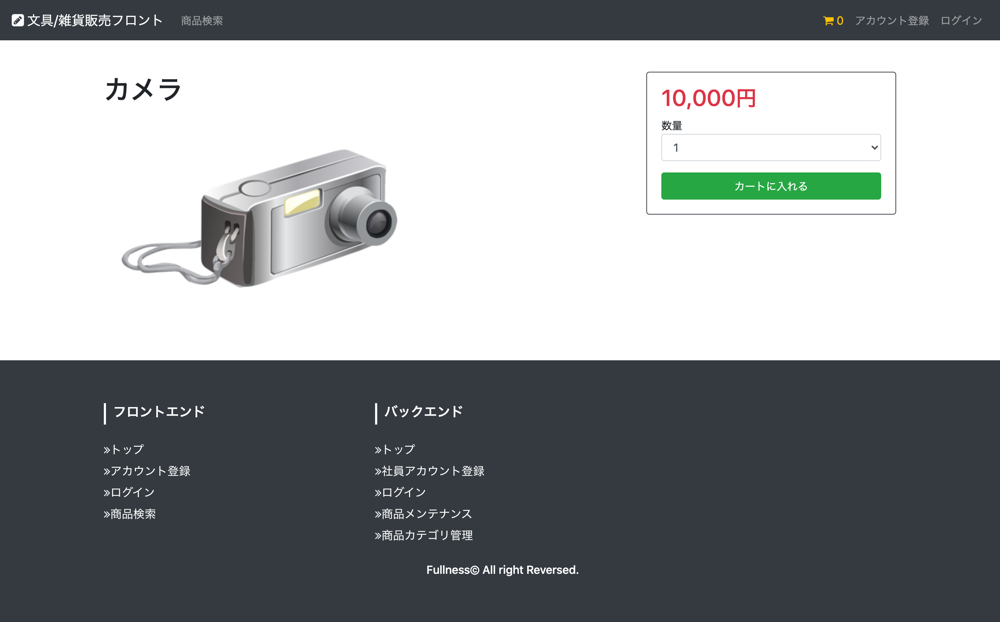 文具/雑貨販売フロント 商品検索 0 アカウント登録 ログイン
カメラ
10,000円
数量
1
カートに入れる
フロントエンド
»トップ
»アカウント登録
»ログイン
»商品検索
バックエンド
»トップ
»社員アカウント登録
»ログイン
»商品メンテナンス
»商品カテゴリ管理
Fullness© All right Reversed.